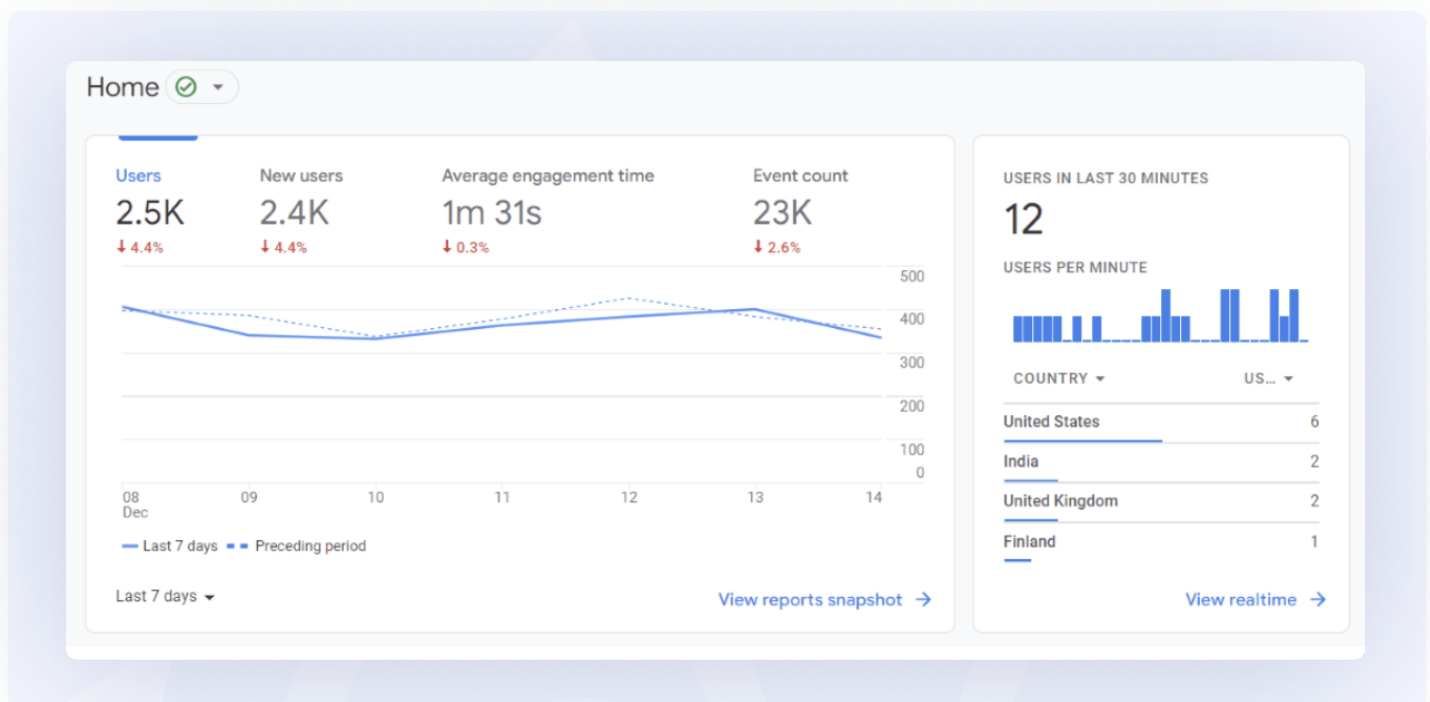 Home
Users New users Average engagement time Event count
2.5K 2.4K 1m 31s 23K
4.4% 4.4% 0.3% 2.6%
500
400
300
200
100
0
08 09 10 11 12 13 14
Dec
Last 7 days Preceding period
Last 7 days View reports snapshot
USERS IN LAST 30 MINUTES
12
USERS PER MINUTE
COUNTRY US...
United States 6
India 2
United Kingdom 2
Finland 1
View realtime